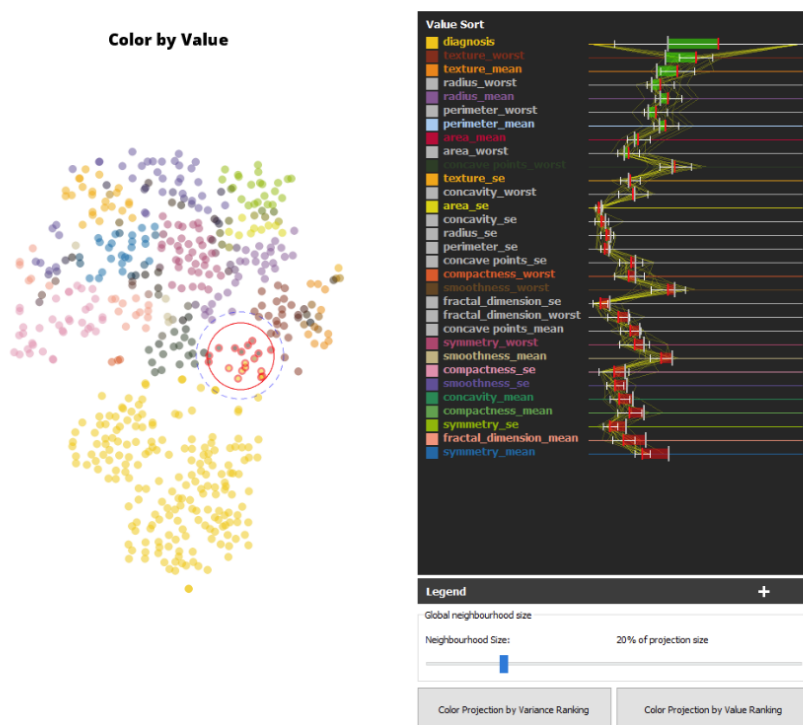 Color by Value
Value Sort
diagnosis
texture_worst
texture_mean
radius_worst
radius_mean
perimeter_worst
perimeter_mean
area_mean
area_worst
concave points_worst
texture_se
concavity_worst
area_se
concavity_se
radius_se
perimeter_se
concave points_se
compactness_worst
smoothness_worst
fractal_dimension_se
fractal_dimension_worst
concave points_mean
symmetry_worst
smoothness_mean
compactness_se
smoothness_se
concavity_mean
compactness_mean
symmetry_se
fractal_dimension_mean
symmetry_mean
Legend +
Global neighbourhood size
Neighbourhood Size: 20% of projection size
Color Projection by Variance Ranking Color Projection by Value Ranking